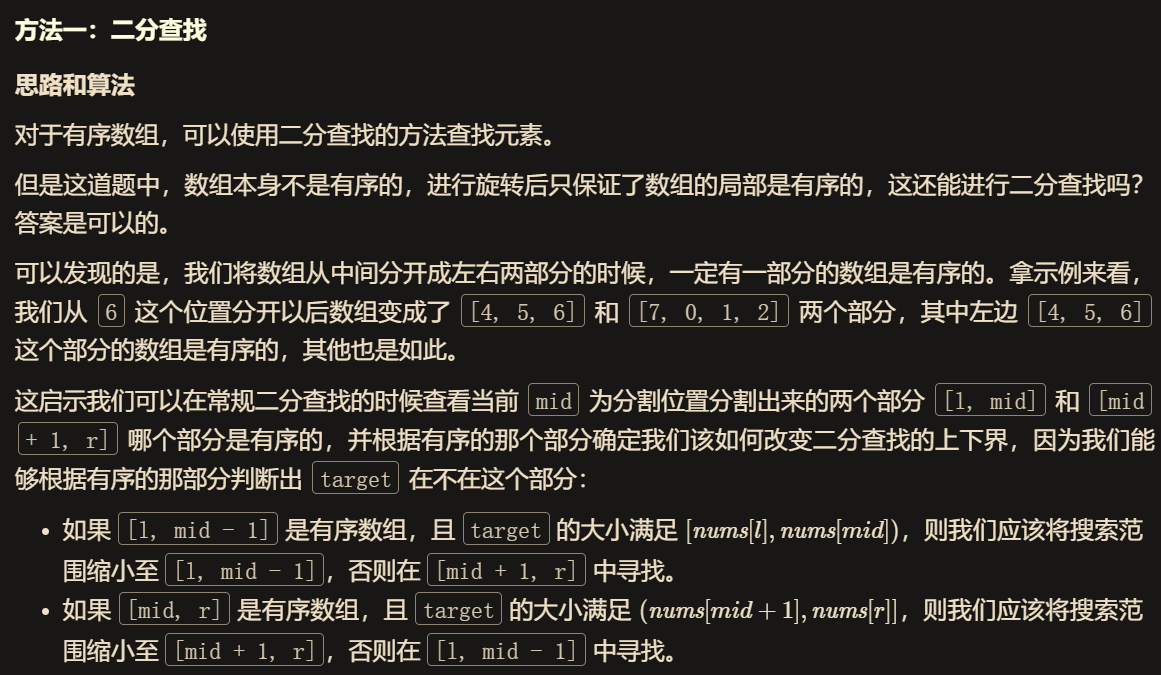 方法一：二分查找
思路和算法
对于有序数组，可以使用二分查找的方法查找元素。
但是这道题中，数组本身不是有序的，进行旋转后只保证了数组的局部是有序的，这还能进行二分查找吗？
答案是可以的。
可以发现的是，我们将数组从中间分开成左右两部分的时候，一定有一部分的数组是有序的。拿示例来看，
我们从 6 这个位置分开以后数组变成了 [4, 5, 6] 和 [7, 0, 1, 2] 两个部分，其中左边 [4, 5, 6]
这个部分的数组是有序的，其他也是如此。
这启示我们可以在常规二分查找的时候查看当前 mid 为分割位置分割出来的两个部分 [l, mid] 和 [mid
+ 1, r] 哪个部分是有序的，并根据有序的那个部分确定我们该如何改变二分查找的上下界，因为我们能
够根据有序的那部分判断出 target 在不在这个部分：
• 如果 [l, mid - 1] 是有序数组，且 target 的大小满足 [nums[l], nums[mid])，则我们应该将搜索范
围缩小至 [l, mid - 1]，否则在 [mid + 1, r] 中寻找。
• 如果 [mid, r] 是有序数组，且 target 的大小满足 (nums[mid + 1], nums[r]]，则我们应该将搜索范
围缩小至 [mid + 1, r]，否则在 [l, mid - 1] 中寻找。